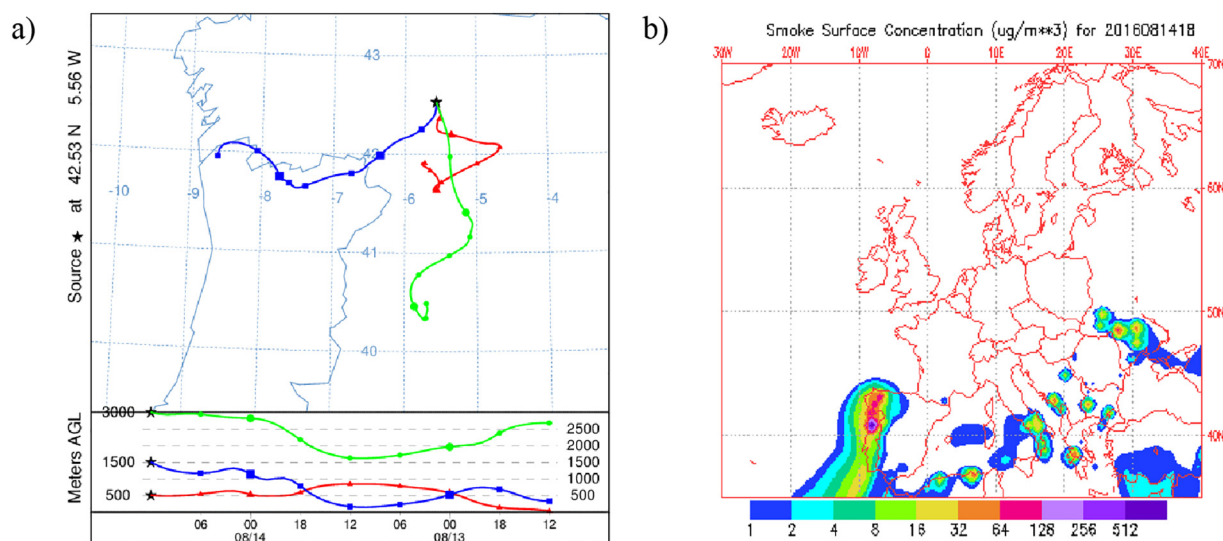 a)
Source ★ at 42.53 N 5.56 W
43
42
-10
-9
-8
-7
-6
-5
-4
41
40
Meters AGL
3000
1500
500
2500
2000
1500
1000
500
06 00 18 12 06 00 18 12
08/14 08/13
b)
Smoke Surface Concentration (ug/m**3) for 2016081418
30W 20W 10W 0 10E 20E 30E 40E
70N
60N
50N
40N
1 2 4 8 16 32 64 128 256 512